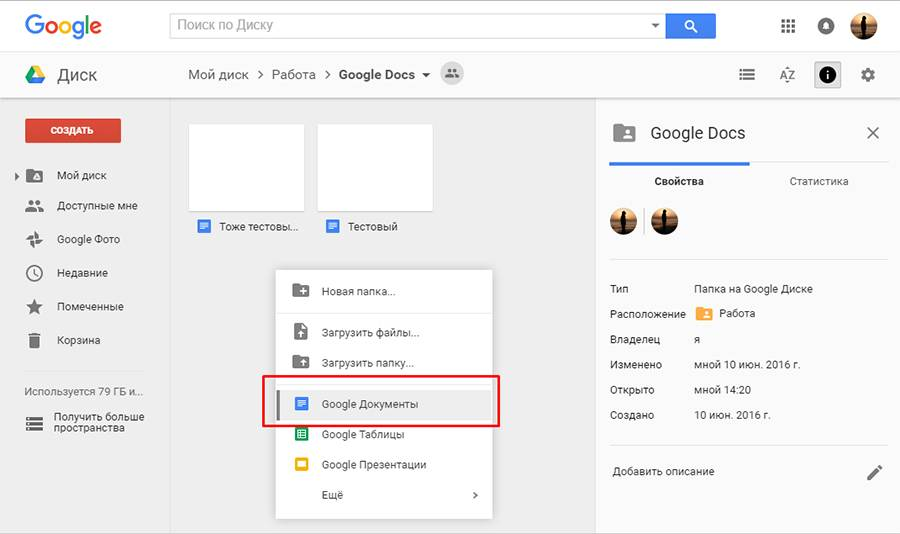 Google
Поиск по Диску
Диск
Мой диск > Работа > Google Docs
AZ
СОЗДАТЬ
Мой диск
Доступные мне
Google Фото
Недавние
Помеченные
Корзина
Используется 79 ГБ и...
Получить больше
пространства
Тоже тестовы...
Тестовый
Новая папка...
Загрузить файлы...
Загрузить папку...
Google Документы
Google Таблицы
Google Презентации
Ещё
Google Docs
Свойства
Статистика
Тип Папка на Google Диске
Расположение Работа
Владелец я
Изменено мной 10 июн. 2016 г.
Открыто мной 14:20
Создано 10 июн. 2016 г.
Добавить описание